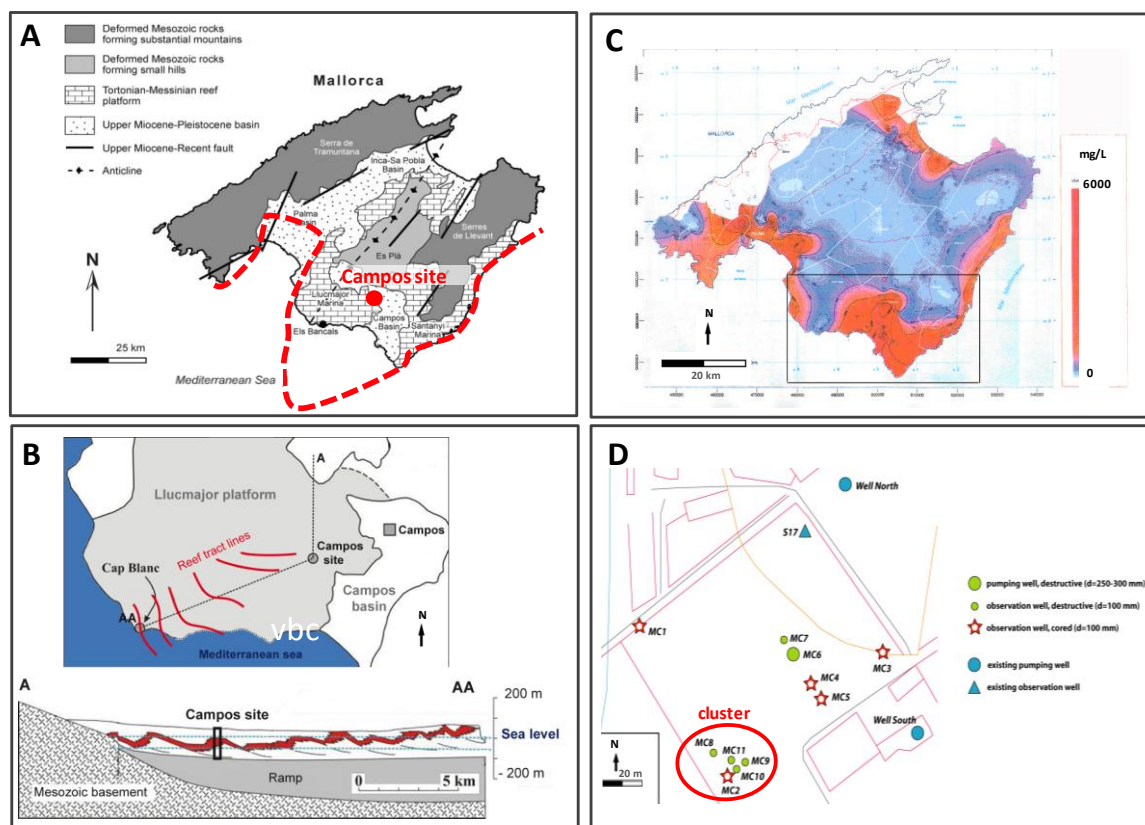 A
Deformed Mesozoic rocks
forming substantial mountains
Deformed Mesozoic rocks
forming small hills
Tortonian-Messinian reef
platform
Upper Miocene-Pleistocene basin
Upper Miocene-Recent fault
Anticline
Mallorca
Serra de
Tramuntana
Inca-Sa Pobla
Basin
Palma
Serres
de Llevant
Es Plà
Campos site
Llucmajor
Marina
Campos
Basin
Santanyi
Marina
Els Bancals
N
25 km
Mediterranean Sea
C
mg/L
6000
0
MALLORCA
N
20 km
B
A
Llucmajor platform
Campos
Reef tract lines
Campos
site
Cap Blanc
Campos
basin
AA
N
vbc
Mediterranean sea
A
AA
200 m
Campos site
Sea level
Ramp
0
5 km
- 200 m
Mesozoic basement
D
Well North
S17
MC1
MC7
MC6
MC3
MC4
MC5
Well South
cluster
MC8
MC11
MC9
MC10
MC2
N
20 m
pumping well, destructive (d=250-300 mm)
observation well, destructive (d=100 mm)
observation well, cored (d=100 mm)
existing pumping well
existing observation well